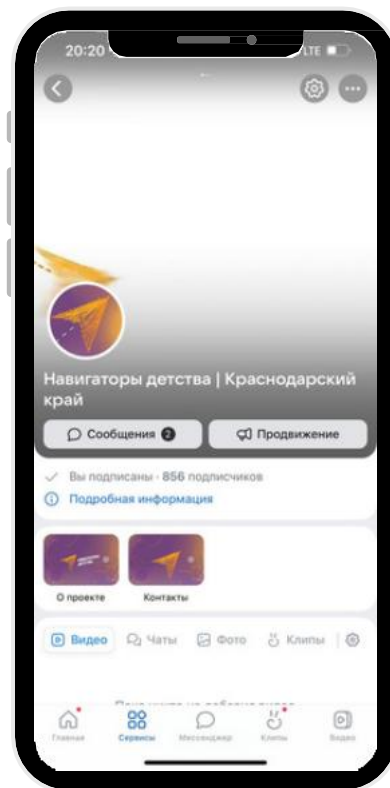 20:20
LTE
Навигаторы детства | Краснодарский
край
Сообщения 2
Продвижение
Вы подписаны · 856 подписчиков
Подробная информация
О проекте
Контакты
Видео
Чаты
Фото
Клипы
Главная
Сервисы
Мессенджер
Клипы
Видео